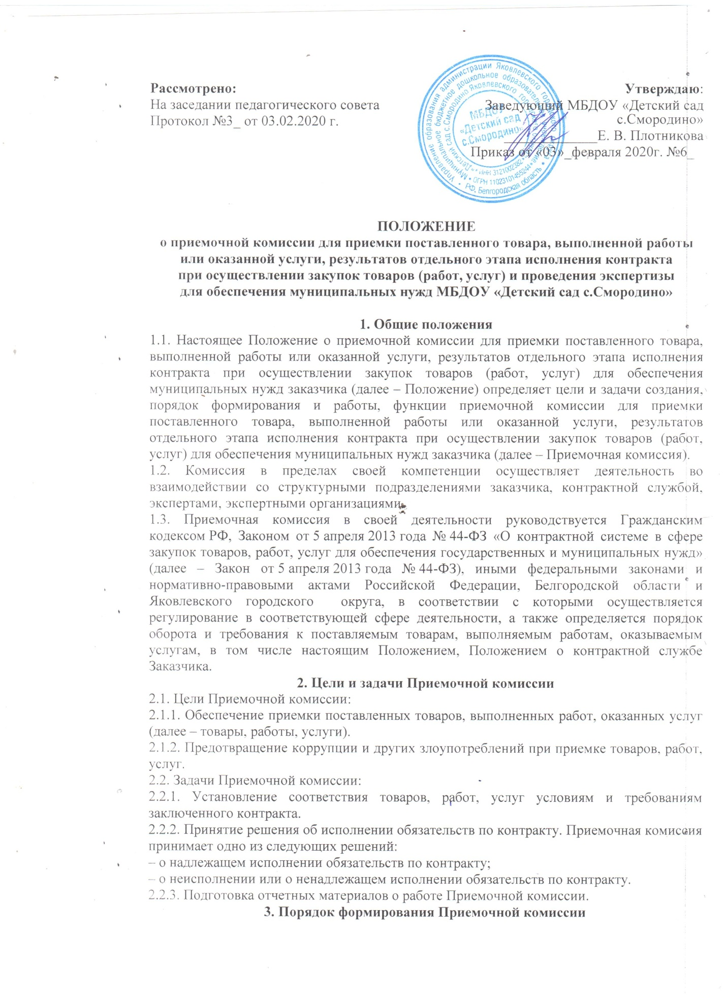 Рассмотрено:
На заседании педагогического совета
Протокол №3_ от 03.02.2020 г.
Утверждаю:
Заведующий МБДОУ «Детский сад
с.Смородино»
_____________Е. В. Плотникова
Приказ от «03»_февраля 2020г. №6_
Управление образования администрации Яковлевского городского округа
РФ, Белгородская область
ОГРН 1102310145524
ИНН 3121002382
МБДОУ
«Детский сад
с.Смородино»
ПОЛОЖЕНИЕ
о приемочной комиссии для приемки поставленного товара, выполненной работы
или оказанной услуги, результатов отдельного этапа исполнения контракта
при осуществлении закупок товаров (работ, услуг) и проведения экспертизы
для обеспечения муниципальных нужд МБДОУ «Детский сад с.Смородино»
1. Общие положения
1.1. Настоящее Положение о приемочной комиссии для приемки поставленного товара,
выполненной работы или оказанной услуги, результатов отдельного этапа исполнения
контракта при осуществлении закупок товаров (работ, услуг) для обеспечения
муниципальных нужд заказчика (далее – Положение) определяет цели и задачи создания,
порядок формирования и работы, функции приемочной комиссии для приемки
поставленного товара, выполненной работы или оказанной услуги, результатов
отдельного этапа исполнения контракта при осуществлении закупок товаров (работ,
услуг) для обеспечения муниципальных нужд заказчика (далее – Приемочная комиссия).
1.2. Комиссия в пределах своей компетенции осуществляет деятельность во
взаимодействии со структурными подразделениями заказчика, контрактной службой,
экспертами, экспертными организациями.
1.3. Приемочная комиссия в своей деятельности руководствуется Гражданским
кодексом РФ, Законом от 5 апреля 2013 года № 44-ФЗ «О контрактной системе в сфере
закупок товаров, работ, услуг для обеспечения государственных и муниципальных нужд»
(далее – Закон от 5 апреля 2013 года № 44-ФЗ), иными федеральными законами и
нормативно-правовыми актами Российской Федерации, Белгородской области и
Яковлевского городского округа, в соответствии с которыми осуществляется
регулирование в соответствующей сфере деятельности, а также определяется порядок
оборота и требования к поставляемым товарам, выполняемым работам, оказываемым
услугам, в том числе настоящим Положением, Положением о контрактной службе
Заказчика.
2. Цели и задачи Приемочной комиссии
2.1. Цели Приемочной комиссии:
2.1.1. Обеспечение приемки поставленных товаров, выполненных работ, оказанных услуг
(далее – товары, работы, услуги).
2.1.2. Предотвращение коррупции и других злоупотреблений при приемке товаров, работ,
услуг.
2.2. Задачи Приемочной комиссии:
2.2.1. Установление соответствия товаров, работ, услуг условиям и требованиям
заключенного контракта.
2.2.2. Принятие решения об исполнении обязательств по контракту. Приемочная комиссия
принимает одно из следующих решений:
– о надлежащем исполнении обязательств по контракту;
– о неисполнении или о ненадлежащем исполнении обязательств по контракту.
2.2.3. Подготовка отчетных материалов о работе Приемочной комиссии.
3. Порядок формирования Приемочной комиссии